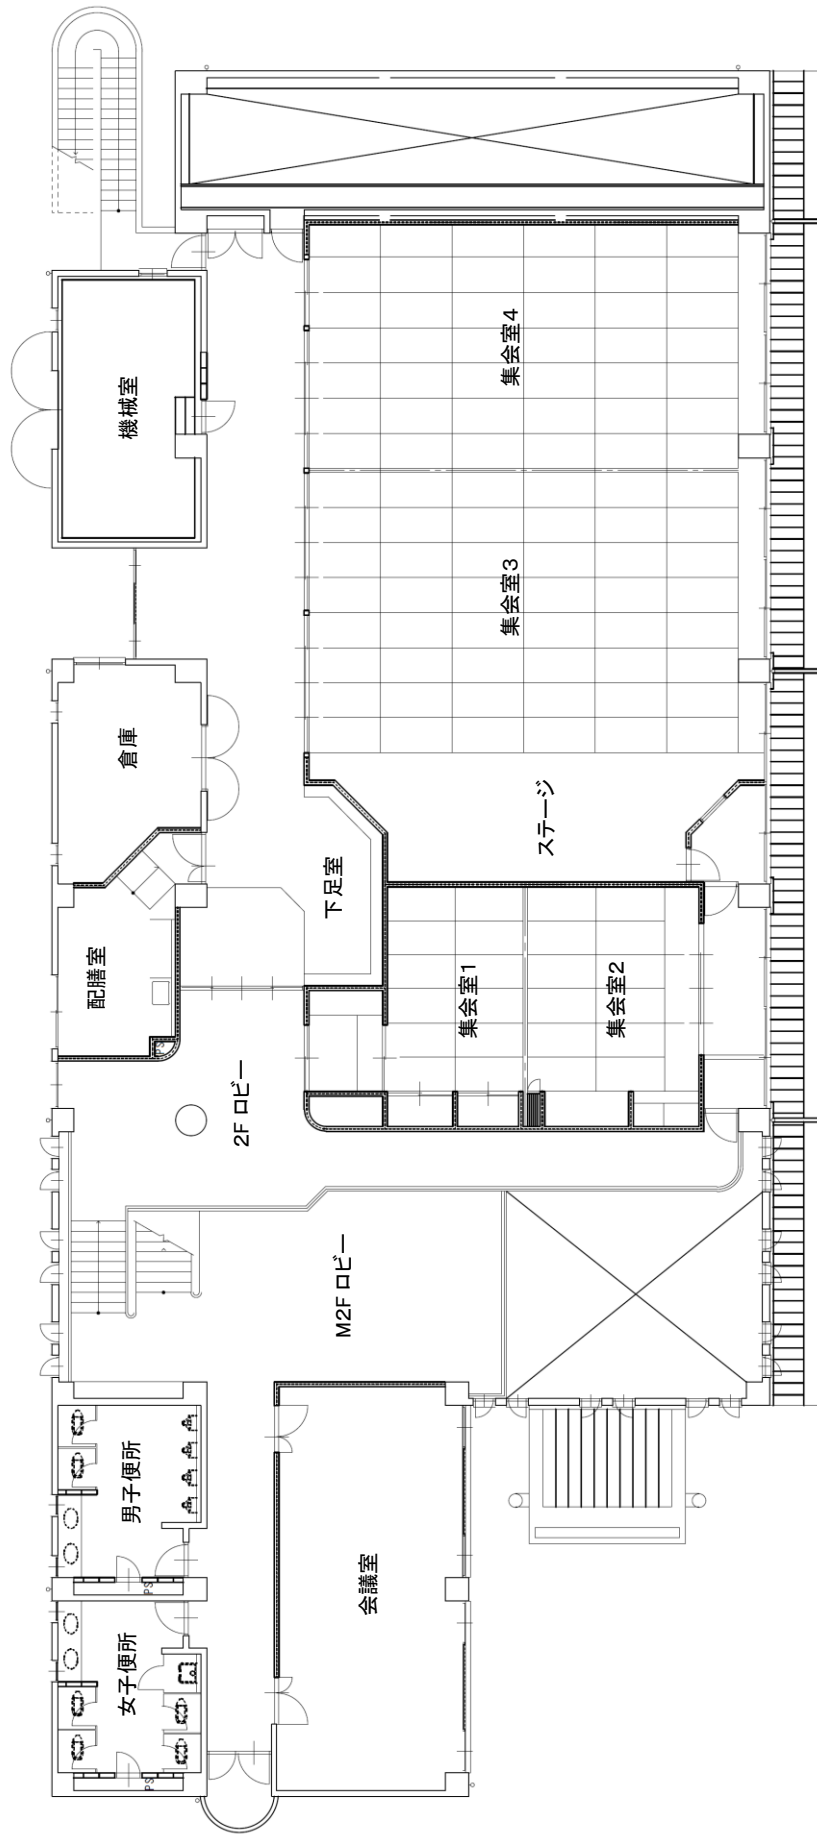 機械室
倉庫
配膳室
PS
男子便所
PS
女子便所
PS
2F ロビー
M2F ロビー
下足室
会議室
集会室4
集会室3
ステージ
集会室1
集会室2